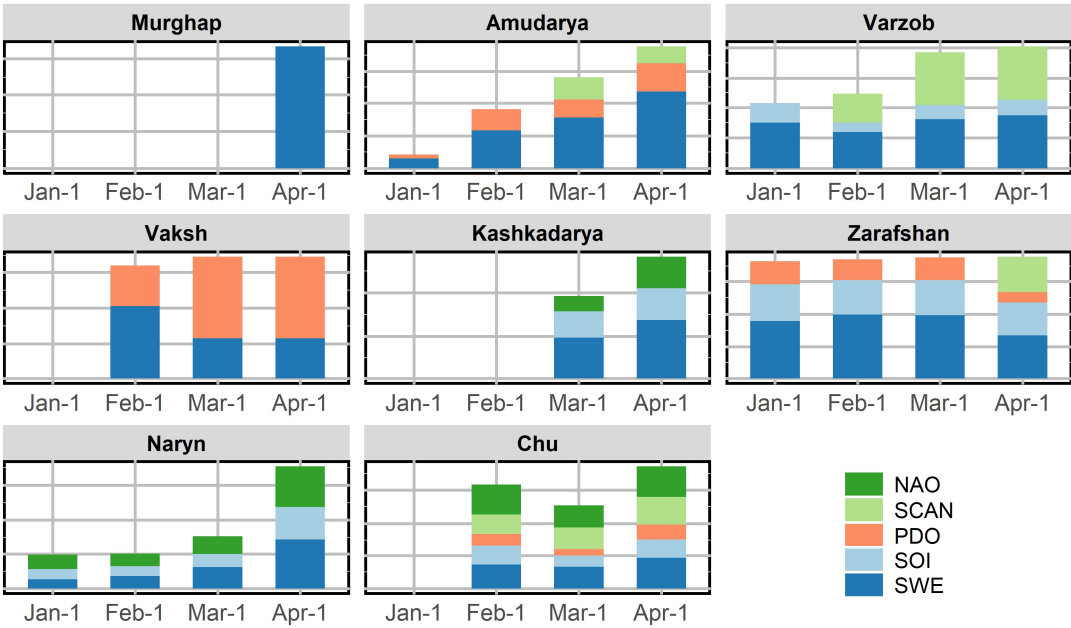 Murghap Amudarya Varzob
Jan-1 Feb-1 Mar-1 Apr-1 Jan-1 Feb-1 Mar-1 Apr-1 Jan-1 Feb-1 Mar-1 Apr-1
Vaksh Kashkadarya Zarafshan
Jan-1 Feb-1 Mar-1 Apr-1 Jan-1 Feb-1 Mar-1 Apr-1 Jan-1 Feb-1 Mar-1 Apr-1
Naryn Chu
NAO
SCAN
PDO
SOI
SWE
Jan-1 Feb-1 Mar-1 Apr-1 Jan-1 Feb-1 Mar-1 Apr-1